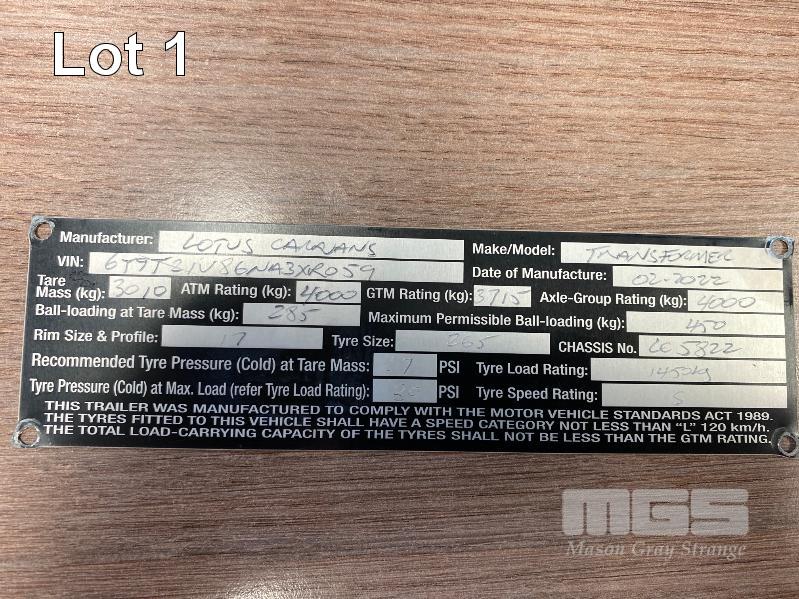 Lot 1
Manufacturer: LOTUS CARAVANS Make/Model: TRANSFORMER
VIN: Date of Manufacture: 02-2022
Tare Mass (kg): 3010 ATM Rating (kg): 4000 GTM Rating (kg): 3715 Axle-Group Rating (kg): 4000
Ball-loading at Tare Mass (kg): 285 Maximum Permissible Ball-loading (kg): 450
Rim Size & Profile: 17 Tyre Size: 265 CHASSIS No. LC5822
Recommended Tyre Pressure (Cold) at Tare Mass: PSI Tyre Load Rating: 1450kg
Tyre Pressure (Cold) at Max. Load (refer Tyre Load Rating): PSI Tyre Speed Rating: S
THIS TRAILER WAS MANUFACTURED TO COMPLY WITH THE MOTOR VEHICLE STANDARDS ACT 1989.
THE TYRES FITTED TO THIS VEHICLE SHALL HAVE A SPEED CATEGORY NOT LESS THAN "L" 120 km/h.
THE TOTAL LOAD-CARRYING CAPACITY OF THE TYRES SHALL NOT BE LESS THAN THE GTM RATING.
MGS
Mason Gray Strange